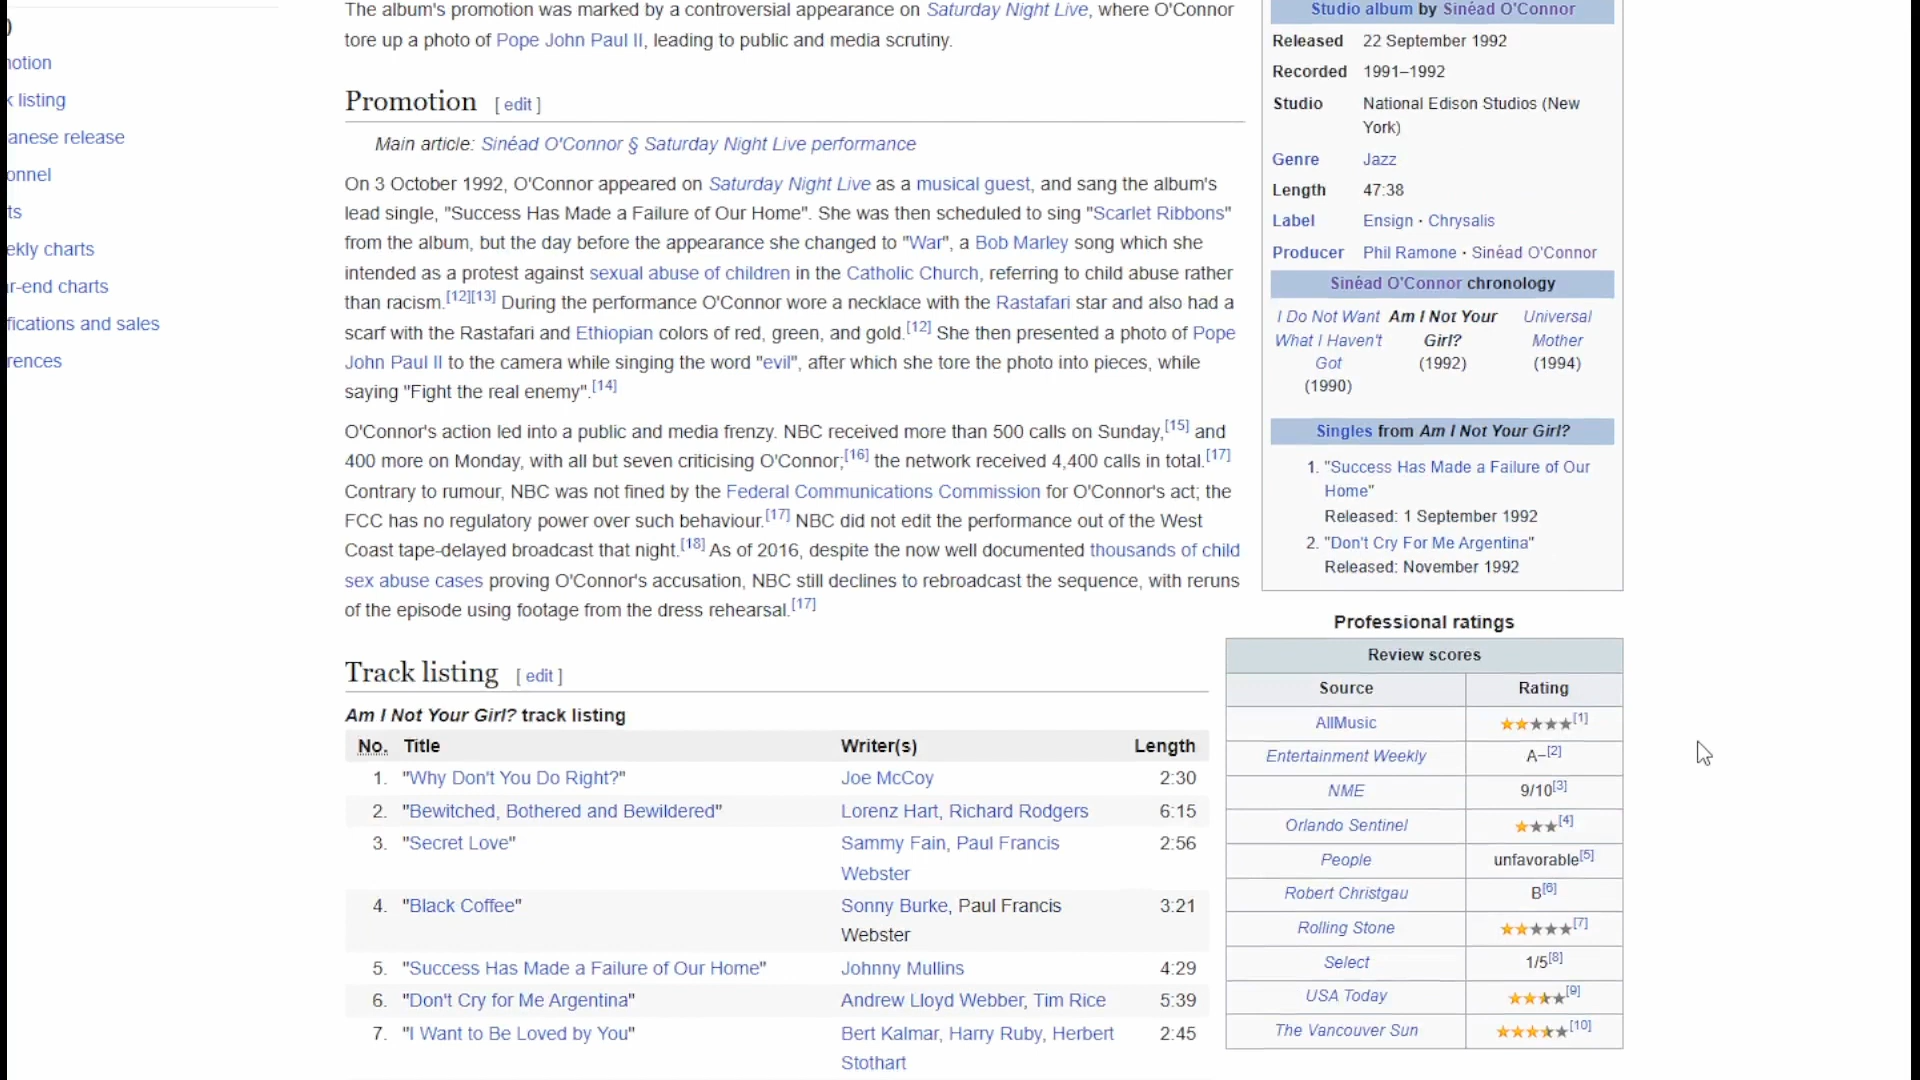 )
notion
k listing
anese release
onnel
ts
ekly charts
r-end charts
fications and sales
rences
The album's promotion was marked by a controversial appearance on Saturday Night Live, where O'Connor
tore up a photo of Pope John Paul II, leading to public and media scrutiny.
Promotion [ edit ]
Main article: Sinéad O'Connor § Saturday Night Live performance
On 3 October 1992, O'Connor appeared on Saturday Night Live as a musical guest, and sang the album's
lead single, "Success Has Made a Failure of Our Home". She was then scheduled to sing "Scarlet Ribbons"
from the album, but the day before the appearance she changed to "War", a Bob Marley song which she
intended as a protest against sexual abuse of children in the Catholic Church, referring to child abuse rather
than racism.[12][13] During the performance O'Connor wore a necklace with the Rastafari star and also had a
scarf with the Rastafari and Ethiopian colors of red, green, and gold.[12] She then presented a photo of Pope
John Paul II to the camera while singing the word "evil", after which she tore the photo into pieces, while
saying "Fight the real enemy".[14]
O'Connor's action led into a public and media frenzy. NBC received more than 500 calls on Sunday,[15] and
400 more on Monday, with all but seven criticising O'Connor;[16] the network received 4,400 calls in total.[17]
Contrary to rumour, NBC was not fined by the Federal Communications Commission for O'Connor's act; the
FCC has no regulatory power over such behaviour.[17] NBC did not edit the performance out of the West
Coast tape-delayed broadcast that night.[18] As of 2016, despite the now well documented thousands of child
sex abuse cases proving O'Connor's accusation, NBC still declines to rebroadcast the sequence, with reruns
of the episode using footage from the dress rehearsal.[17]
Track listing [ edit ]
Am I Not Your Girl? track listing
No. Title Writer(s) Length
1. "Why Don't You Do Right?" Joe McCoy 2:30
2. "Bewitched, Bothered and Bewildered" Lorenz Hart, Richard Rodgers 6:15
3. "Secret Love" Sammy Fain, Paul Francis 2:56
Webster
4. "Black Coffee" Sonny Burke, Paul Francis 3:21
Webster
5. "Success Has Made a Failure of Our Home" Johnny Mullins 4:29
6. "Don't Cry for Me Argentina" Andrew Lloyd Webber, Tim Rice 5:39
7. "I Want to Be Loved by You" Bert Kalmar, Harry Ruby, Herbert 2:45
Stothart
Studio album by Sinéad O'Connor
Released 22 September 1992
Recorded 1991–1992
Studio National Edison Studios (New
York)
Genre Jazz
Length 47:38
Label Ensign · Chrysalis
Producer Phil Ramone · Sinéad O'Connor
Sinéad O'Connor chronology
I Do Not Want Am I Not Your Universal
What I Haven't Girl? Mother
Got (1992) (1994)
(1990)
Singles from Am I Not Your Girl?
1. "Success Has Made a Failure of Our
Home"
Released: 1 September 1992
2. "Don't Cry For Me Argentina"
Released: November 1992
Professional ratings
Review scores
Source Rating
AllMusic [1]
Entertainment Weekly A−[2]
NME 9/10[3]
Orlando Sentinel [4]
People unfavorable[5]
Robert Christgau B[6]
Rolling Stone [7]
Select 1/5[8]
USA Today [9]
The Vancouver Sun [10]